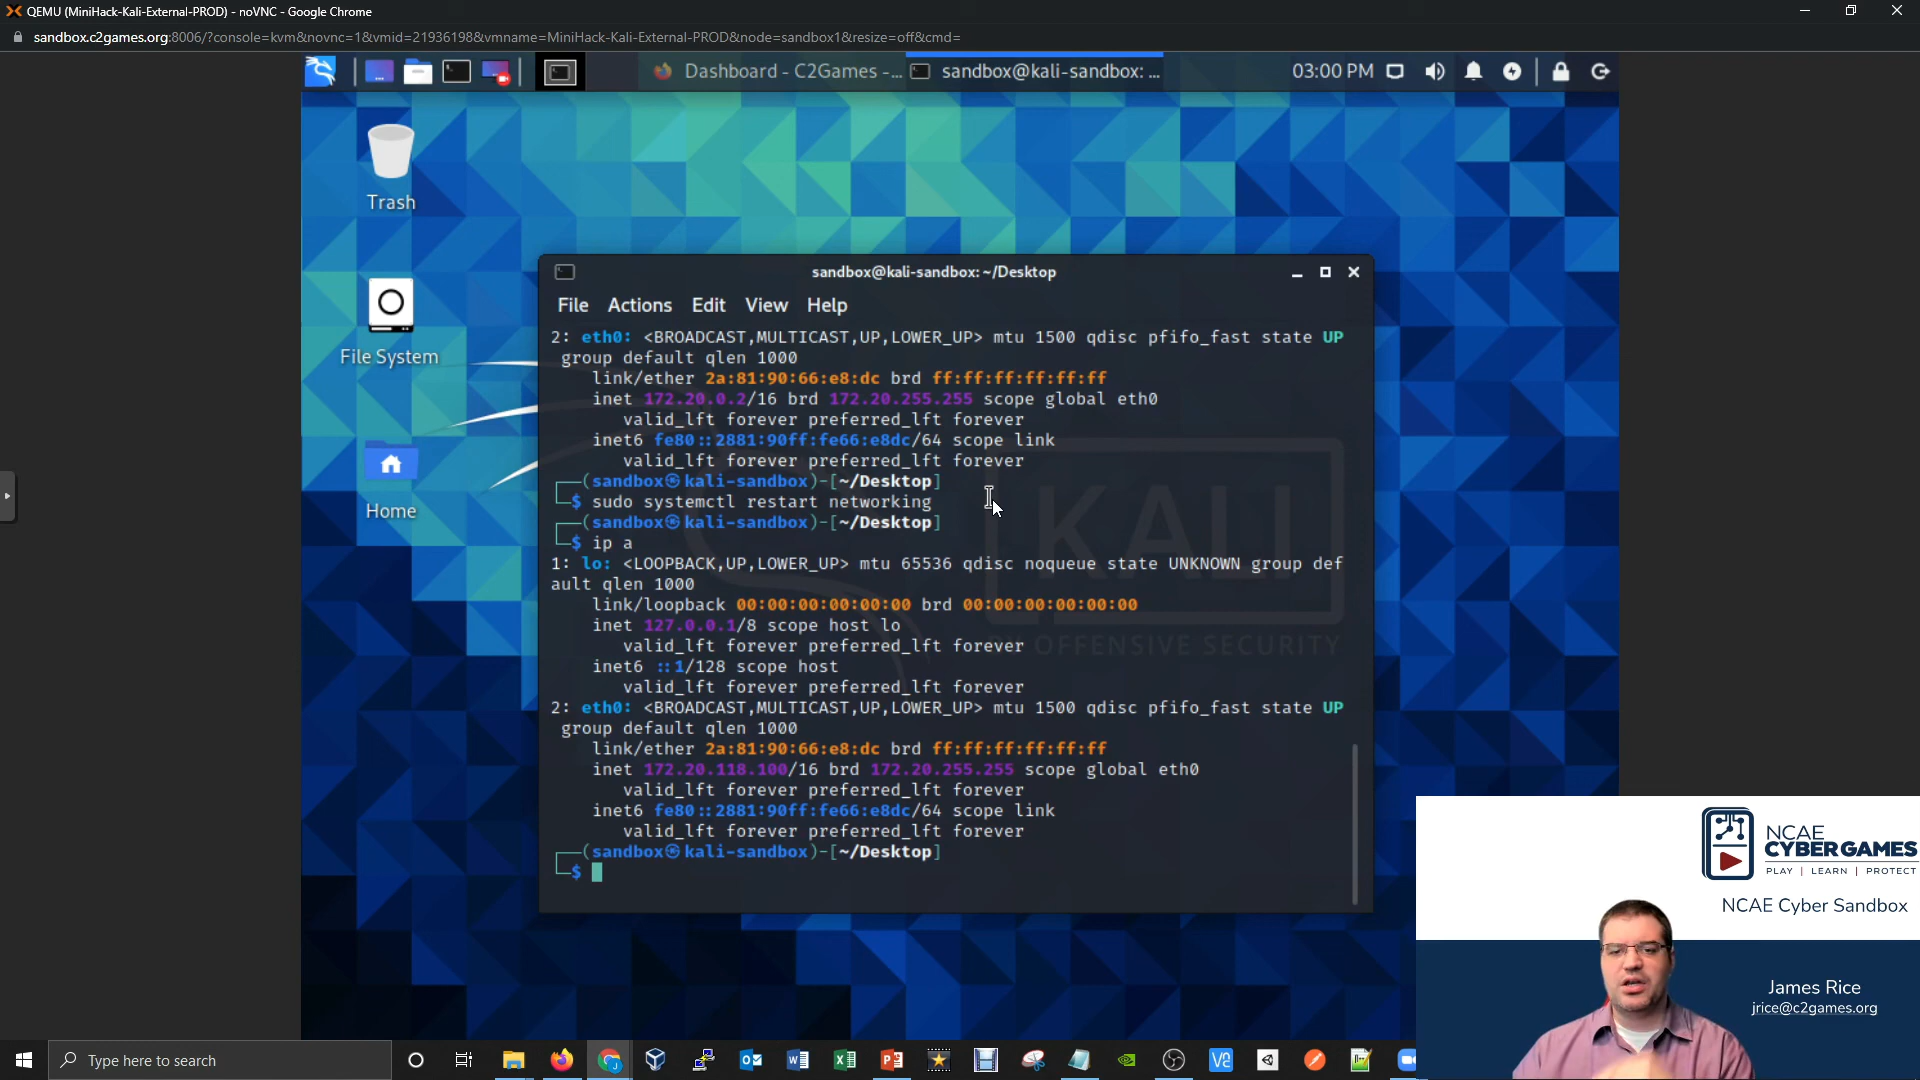 QEMU (MiniHack-Kali-External-PROD) - noVNC - Google Chrome
sandbox.c2games.org:8006/?console=kvm&novnc=1&vmid=21936198&vmname=MiniHack-Kali-External-PROD&node=sandbox1&resize=off&cmd=
Dashboard - C2Games -...
sandbox@kali-sandbox: ...
03:00 PM
Trash
File System
Home
sandbox@kali-sandbox: ~/Desktop
File Actions Edit View Help
2: eth0: <BROADCAST,MULTICAST,UP,LOWER_UP> mtu 1500 qdisc pfifo_fast state UP
group default qlen 1000
link/ether 2a:81:90:66:e8:dc brd ff:ff:ff:ff:ff:ff
inet 172.20.0.2/16 brd 172.20.255.255 scope global eth0
valid_lft forever preferred_lft forever
inet6 fe80::2881:90ff:fe66:e8dc/64 scope link
valid_lft forever preferred_lft forever
┌──(sandbox㉿kali-sandbox)-[~/Desktop]
└─$ sudo systemctl restart networking
┌──(sandbox㉿kali-sandbox)-[~/Desktop]
└─$ ip a
1: lo: <LOOPBACK,UP,LOWER_UP> mtu 65536 qdisc noqueue state UNKNOWN group def
ault qlen 1000
link/loopback 00:00:00:00:00:00 brd 00:00:00:00:00:00
inet 127.0.0.1/8 scope host lo
valid_lft forever preferred_lft forever
inet6 ::1/128 scope host
valid_lft forever preferred_lft forever
2: eth0: <BROADCAST,MULTICAST,UP,LOWER_UP> mtu 1500 qdisc pfifo_fast state UP
group default qlen 1000
link/ether 2a:81:90:66:e8:dc brd ff:ff:ff:ff:ff:ff
inet 172.20.118.100/16 brd 172.20.255.255 scope global eth0
valid_lft forever preferred_lft forever
inet6 fe80::2881:90ff:fe66:e8dc/64 scope link
valid_lft forever preferred_lft forever
┌──(sandbox㉿kali-sandbox)-[~/Desktop]
└─$
KALI
BY OFFENSIVE SECURITY
NCAE
CYBERGAMES
PLAY | LEARN | PROTECT
NCAE Cyber Sandbox
James Rice
jrice@c2games.org
Type here to search